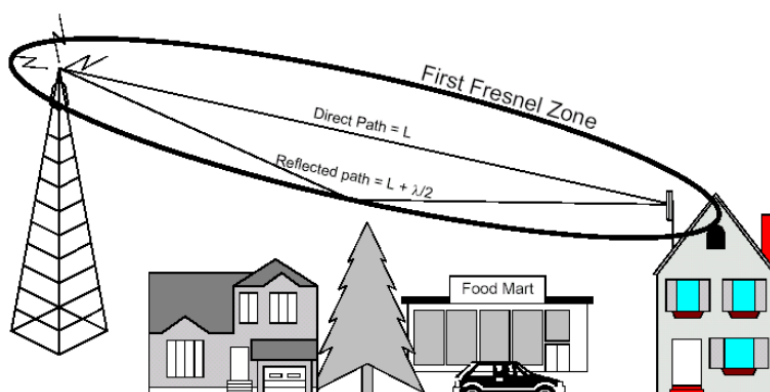 First Fresnel Zone
Direct Path = L
Reflected path = L + λ/2
Food Mart